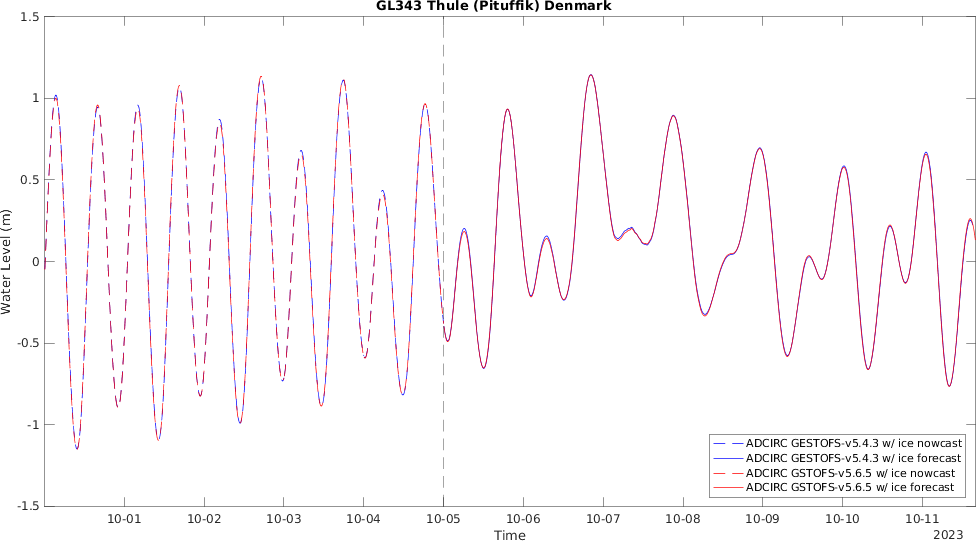 GL343 Thule (Pituffik) Denmark
1.5
1
0.5
0
-0.5
-1
-1.5
Water Level (m)
ADCIRC GESTOFS-v5.4.3 w/ ice nowcast
ADCIRC GESTOFS-v5.4.3 w/ ice forecast
ADCIRC GSTOFS-v5.6.5 w/ ice nowcast
ADCIRC GSTOFS-v5.6.5 w/ ice forecast
10-01 10-02 10-03 10-04 10-05 10-06 10-07 10-08 10-09 10-10 10-11
Time
2023